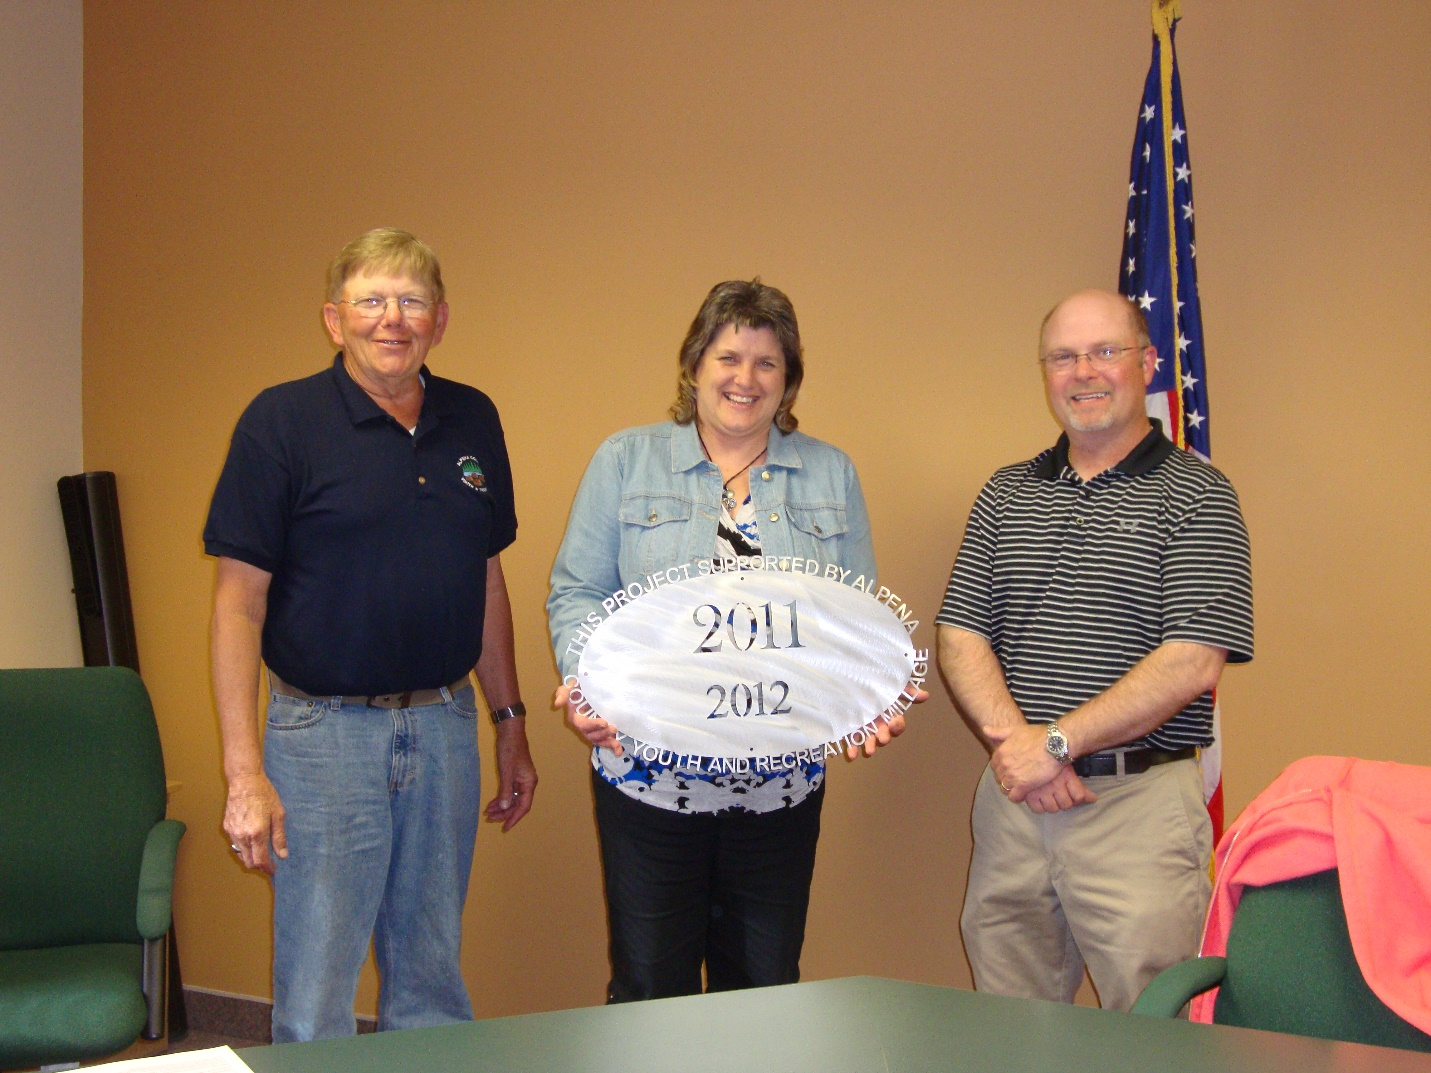 THIS PROJECT SUPPORTED BY ALPENA
2011
2012
COUNTY YOUTH AND RECREATION MILLAGE